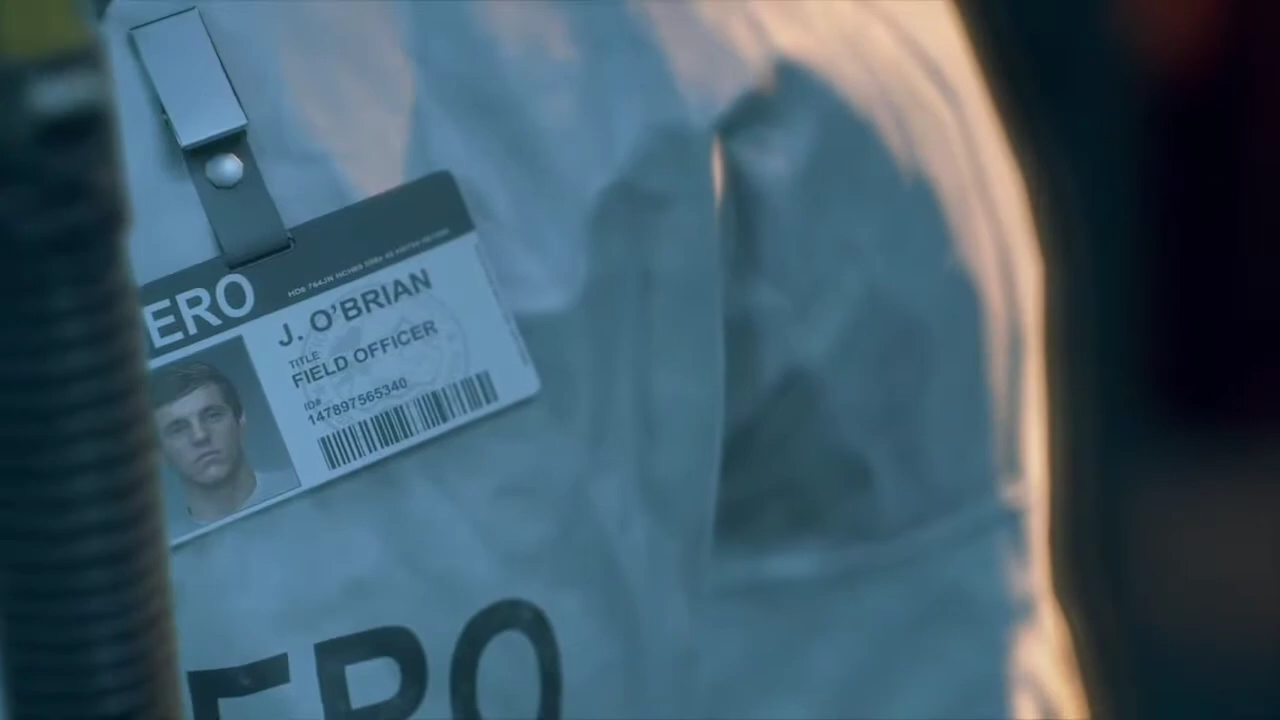 ERO
J. O'BRIAN
TITLE
FIELD OFFICER
ID#
147897565340
ERO